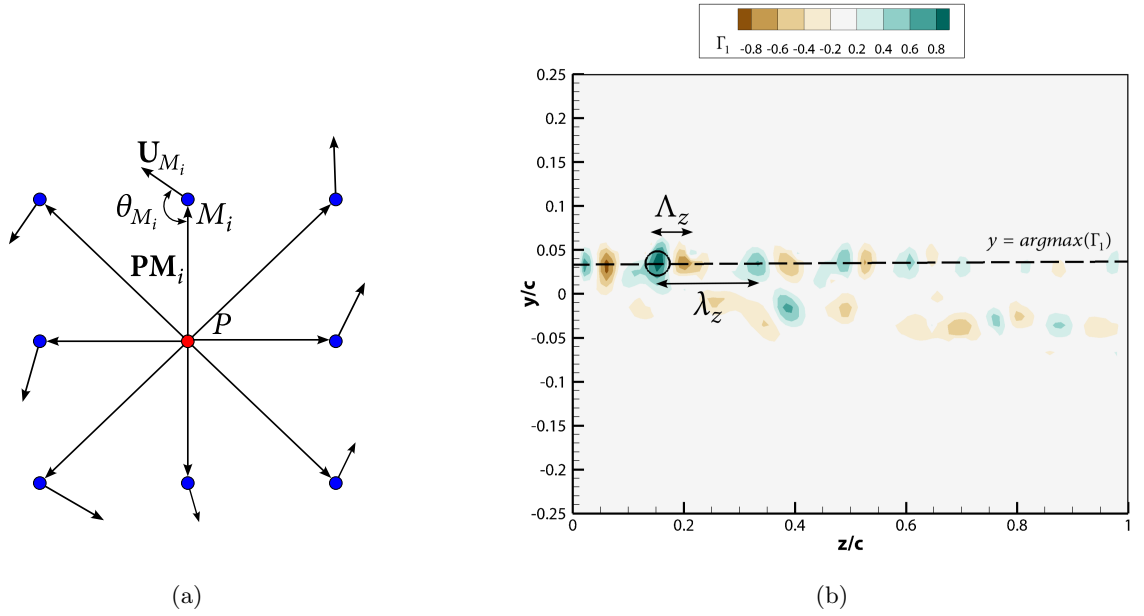 U_{M_i}
θ_{M_i}
M_i
PM_i
P
(a)
Γ₁
-0.8 -0.6 -0.4 -0.2 0.2 0.4 0.6 0.8
0.25
0.2
0.15
0.1
0.05
0
-0.05
-0.1
-0.15
-0.2
-0.25
y/c
Λ_z
y = argmax(Γ₁)
λ_z
0 0.2 0.4 0.6 0.8 1
z/c
(b)